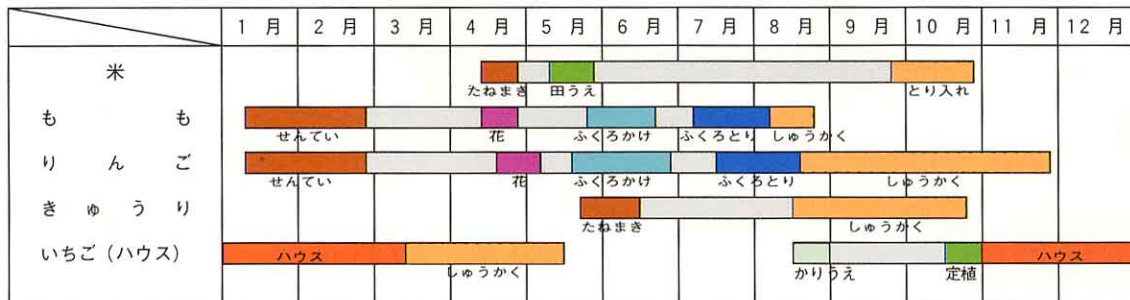 1 月 2 月 3 月 4 月 5 月 6 月 7 月 8 月 9 月 10 月 11 月 12 月
米
たねまき 田うえ とり入れ
もも
せんてい 花 ふくろかけ ふくろとり しゅうかく
りんご
せんてい 花 ふくろかけ ふくろとり しゅうかく
きゅうり
たねまき しゅうかく
いちご（ハウス） ハウス ハウス
しゅうかく かりうえ 定植